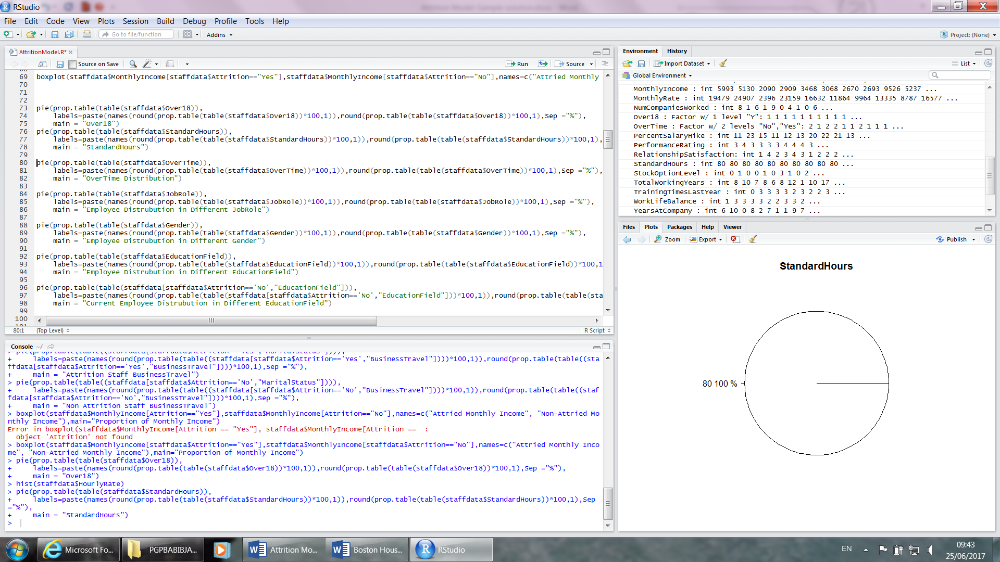 RStudio
File Edit Code View Plots Session Build Debug Profile Tools Help
Go to file/function Addins Project: (None)
AttritionModel.R*
Source on Save Run Source
69 boxplot(staffdata$MonthlyIncome[staffdata$Attrition=="Yes"],staffdata$MonthlyIncome[staffdata$Attrition=="No"],names=c("Attried Monthly
70
71
72
73 pie(prop.table(table(staffdata$Over18)),
74 labels=paste(names(round(prop.table(table(staffdata$Over18))*100,1)),round(prop.table(table(staffdata$Over18))*100,1),Sep ="%"),
75 main = "Over18")
76 pie(prop.table(table(staffdata$StandardHours)),
77 labels=paste(names(round(prop.table(table(staffdata$StandardHours))*100,1)),round(prop.table(table(staffdata$StandardHours))*100,1),
78 main = "StandardHours")
79
80 pie(prop.table(table(staffdata$OverTime)),
81 labels=paste(names(round(prop.table(table(staffdata$OverTime))*100,1)),round(prop.table(table(staffdata$OverTime))*100,1),Sep ="%"),
82 main = "OverTime Distribution")
83
84 pie(prop.table(table(staffdata$JobRole)),
85 labels=paste(names(round(prop.table(table(staffdata$JobRole))*100,1)),round(prop.table(table(staffdata$JobRole))*100,1),Sep ="%"),
86 main = "Employee Distrubution in Different JobRole")
87
88 pie(prop.table(table(staffdata$Gender)),
89 labels=paste(names(round(prop.table(table(staffdata$Gender))*100,1)),round(prop.table(table(staffdata$Gender))*100,1),Sep ="%"),
90 main = "Employee Distrubution in Different Gender")
91
92 pie(prop.table(table(staffdata$EducationField)),
93 labels=paste(names(round(prop.table(table(staffdata$EducationField))*100,1)),round(prop.table(table(staffdata$EducationField))*100,1
94 main = "Employee Distrubution in Different EducationField")
95
96 pie(prop.table(table(staffdata[staffdata$Attrition=='No',"EducationField"])),
97 labels=paste(names(round(prop.table(table(staffdata[staffdata$Attrition=='No',"EducationField"]))*100,1)),round(prop.table(table(sta
98 main = "Current Employee Distrubution in Different EducationField")
99
100
80:1 (Top Level) R Script
Console ~/
+ labels=paste(names(round(prop.table(table((staffdata[staffdata$Attrition=='Yes',"BusinessTravel"])))*100,1)),round(prop.table(table((sta
ffdata[staffdata$Attrition=='Yes',"BusinessTravel"])))*100,1),Sep ="%"),
+ main = "Attrition Staff BusinessTravel")
> pie(prop.table(table((staffdata[staffdata$Attrition=='No',"MaritalStatus"]))),
+ labels=paste(names(round(prop.table(table((staffdata[staffdata$Attrition=='No',"BusinessTravel"])))*100,1)),round(prop.table(table((staf
fdata[staffdata$Attrition=='No',"BusinessTravel"])))*100,1),Sep ="%"),
+ main = "Non Attrition Staff BusinessTravel")
> boxplot(staffdata$MonthlyIncome[Attrition=="Yes"],staffdata$MonthlyIncome[Attrition=="No"],names=c("Attried Monthly Income", "Non-Attried Mo
nthly Income"),main="Proportion of Monthly Income")
Error in boxplot(staffdata$MonthlyIncome[Attrition == "Yes"], staffdata$MonthlyIncome[Attrition == :
object 'Attrition' not found
> boxplot(staffdata$MonthlyIncome[staffdata$Attrition=="Yes"],staffdata$MonthlyIncome[staffdata$Attrition=="No"],names=c("Attried Monthly Inco
me", "Non-Attried Monthly Income"),main="Proportion of Monthly Income")
> pie(prop.table(table(staffdata$Over18)),
+ labels=paste(names(round(prop.table(table(staffdata$Over18))*100,1)),round(prop.table(table(staffdata$Over18))*100,1),Sep ="%"),
+ main = "Over18")
> hist(staffdata$HourlyRate)
> pie(prop.table(table(staffdata$StandardHours)),
+ labels=paste(names(round(prop.table(table(staffdata$StandardHours))*100,1)),round(prop.table(table(staffdata$StandardHours))*100,1),Sep
="%"),
+ main = "StandardHours")
>
Environment History
Import Dataset List
Global Environment
MonthlyIncome : int 5993 5130 2090 2909 3468 3068 2670 2693 9526 5237 ...
MonthlyRate : int 19479 24907 2396 23159 16632 11864 9964 13335 8787 16577 ...
NumCompaniesWorked : int 8 1 6 1 9 0 4 1 0 6 ...
Over18 : Factor w/ 1 level "Y": 1 1 1 1 1 1 1 1 1 1 ...
OverTime : Factor w/ 2 levels "No","Yes": 2 1 2 2 1 1 2 1 1 1 ...
PercentSalaryHike : int 11 23 15 11 12 13 20 22 21 13 ...
PerformanceRating : int 3 4 3 3 3 3 4 4 4 3 ...
RelationshipSatisfaction: int 1 4 2 3 4 3 1 2 2 2 ...
StandardHours : int 80 80 80 80 80 80 80 80 80 80 ...
StockOptionLevel : int 0 1 0 0 1 0 3 1 0 2 ...
TotalWorkingYears : int 8 10 7 8 6 8 12 1 10 17 ...
TrainingTimesLastYear : int 0 3 3 3 3 2 3 2 2 3 ...
WorkLifeBalance : int 1 3 3 3 3 2 2 3 3 2 ...
YearsAtCompany : int 6 10 0 8 2 7 1 1 9 7 ...
Files Plots Packages Help Viewer
Zoom Export Publish
StandardHours
80 100 %
Microsoft Fo... PGPBABIBJA... Attrition Mo... Boston Hous... RStudio
EN 09:43
25/06/2017